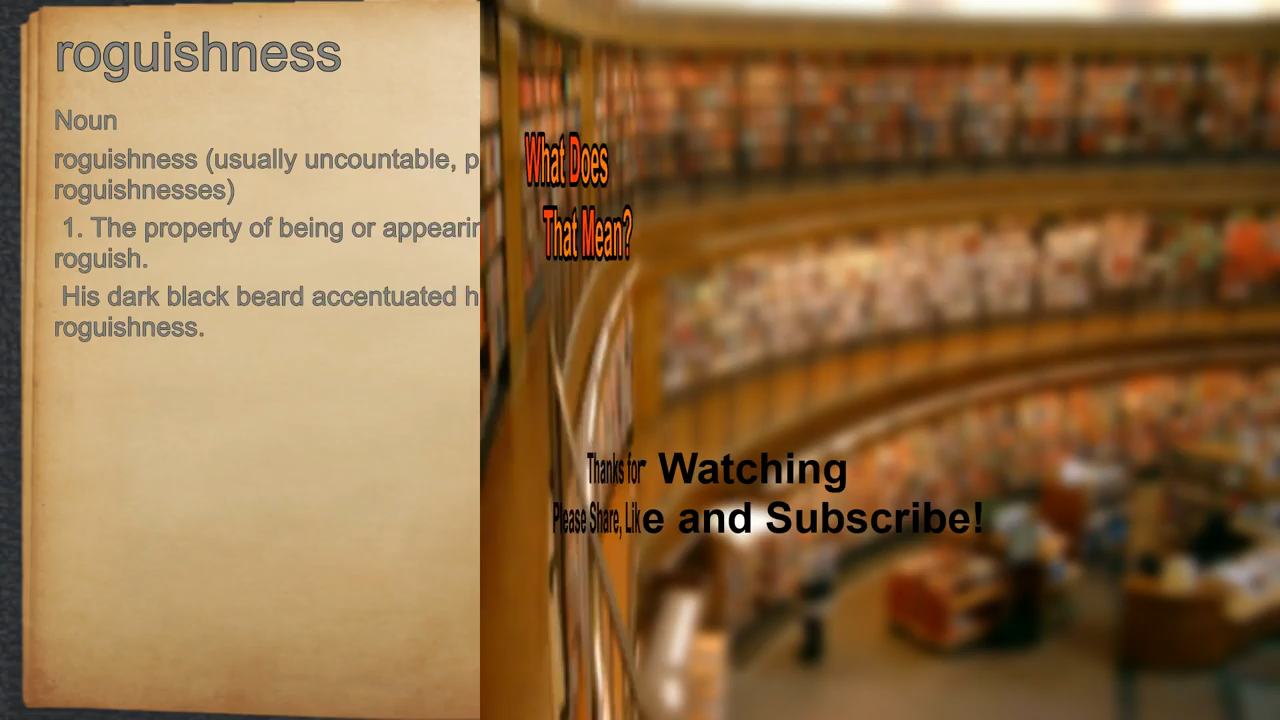 roguishness
Noun
roguishness (usually uncountable, p
roguishnesses)
1. The property of being or appearin
roguish.
His dark black beard accentuated h
roguishness.
What Does
That Mean?
Thanks for Watching
Please Share, Like and Subscribe!